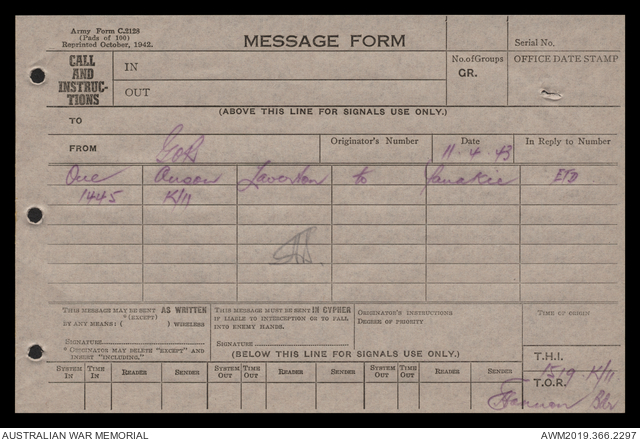 Army Form C.2128
(Pads of 100)
Reprinted October, 1942.
MESSAGE FORM
Serial No.
CALL AND INSTRUC-TIONS
IN
OUT
No. of Groups
GR.
OFFICE DATE STAMP
(ABOVE THIS LINE FOR SIGNALS USE ONLY.)
TO
FROM
Originator's Number
Date
In Reply to Number
11.4.43
One Anson Laverton to ETD
1445 K/11
THIS MESSAGE MAY BE SENT AS WRITTEN
(EXCEPT)
BY ANY MEANS: ( ) WIRELESS
SIGNATURE
* ORIGINATOR MAY DELETE "EXCEPT" AND
INSERT "INCLUDING."
THIS MESSAGE MUST BE SENT IN CYPHER
IF LIABLE TO INTERCEPTION OR TO FALL
INTO ENEMY HANDS.
SIGNATURE
ORIGINATOR'S INSTRUCTIONS
DEGREE OF PRIORITY
TIME OF ORIGIN
(BELOW THIS LINE FOR SIGNALS USE ONLY.)
T.H.I.
SYSTEM IN
TIME IN
READER
SENDER
SYSTEM OUT
TIME OUT
READER
SENDER
SYSTEM OUT
TIME OUT
READER
SENDER
1519 K/11
T.O.R.
AUSTRALIAN WAR MEMORIAL
AWM2019.366.2297